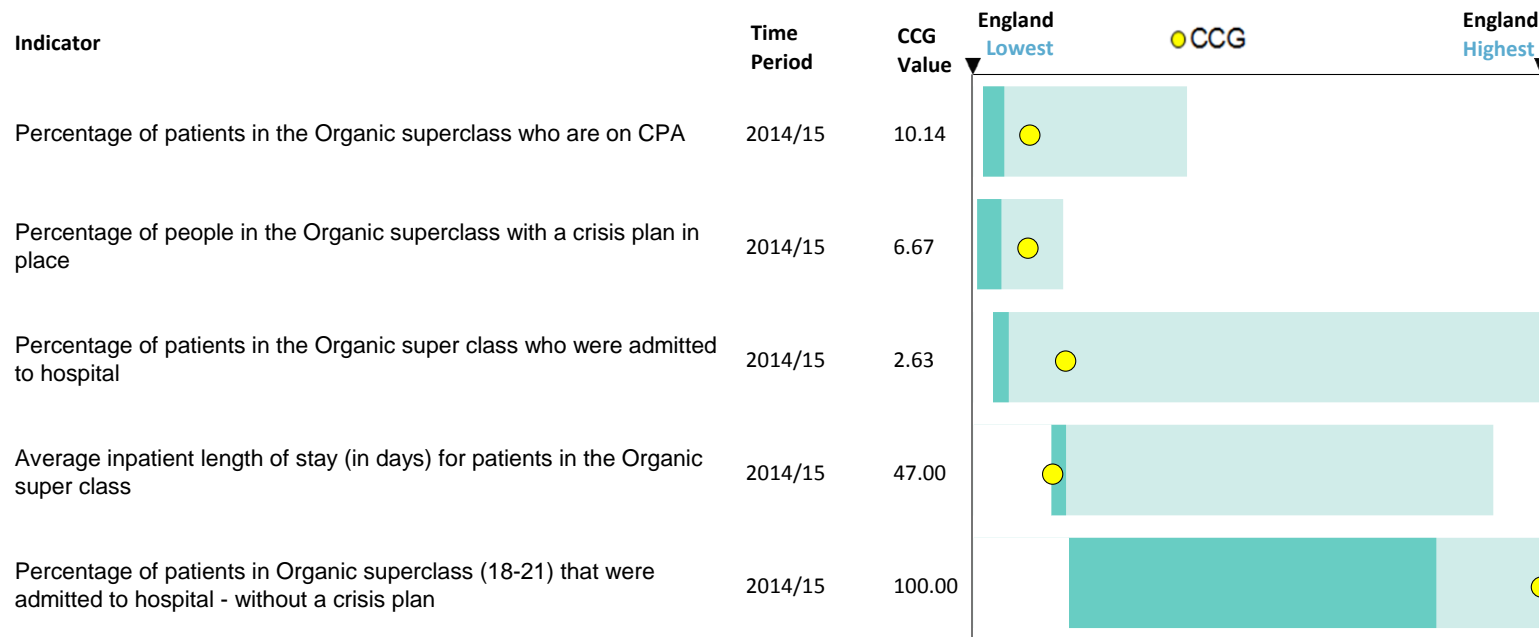 Indicator
Time Period
CCG Value
England Lowest
CCG
England Highest
Percentage of patients in the Organic superclass who are on CPA 2014/15 10.14
Percentage of people in the Organic superclass with a crisis plan in
place 2014/15 6.67
Percentage of patients in the Organic super class who were admitted
to hospital 2014/15 2.63
Average inpatient length of stay (in days) for patients in the Organic
super class 2014/15 47.00
Percentage of patients in Organic superclass (18-21) that were
admitted to hospital - without a crisis plan 2014/15 100.00